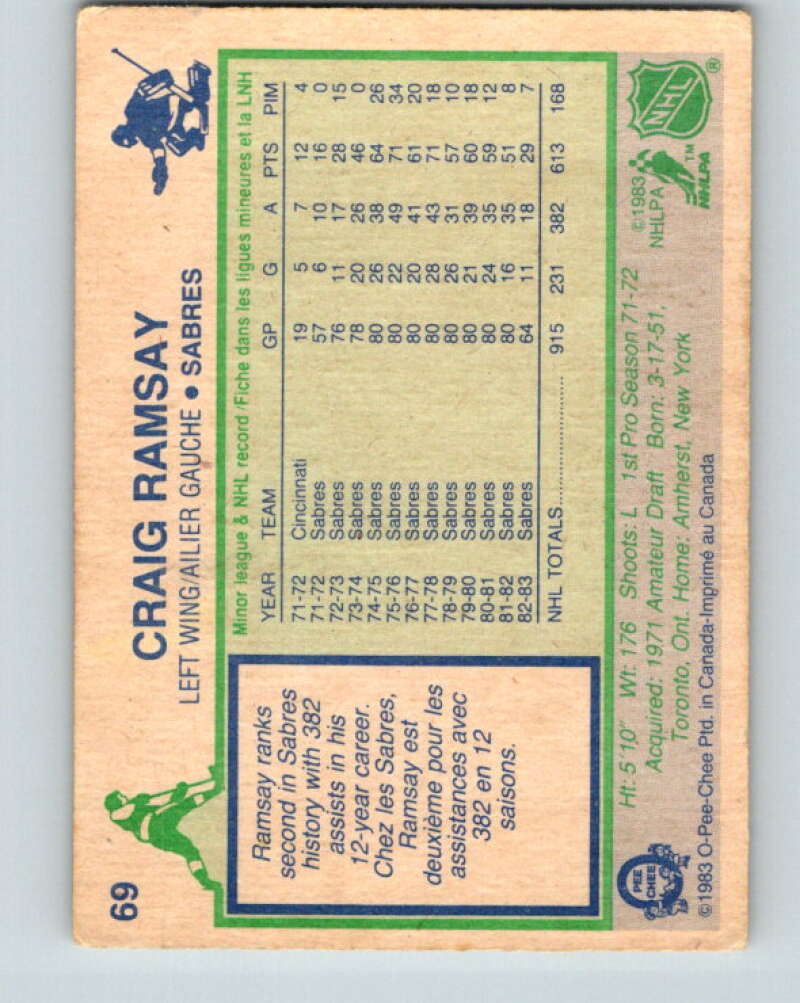 69
CRAIG RAMSAY
LEFT WING/AILIER GAUCHE • SABRES
Ramsay ranks
second in Sabres
history with 382
assists in his
12-year career.
Chez les Sabres,
Ramsay est
deuxième pour les
assistances avec
382 en 12
saisons.
Minor league & NHL record/Fiche dans les ligues mineures et la LNH
YEAR TEAM GP G A PTS PIM
71-72 Cincinnati 19 5 7 12 4
71-72 Sabres 57 6 10 16 0
72-73 Sabres 76 11 17 28 15
73-74 Sabres 78 20 26 46 0
74-75 Sabres 80 26 38 64 26
75-76 Sabres 80 22 49 71 34
76-77 Sabres 80 20 41 61 20
77-78 Sabres 80 28 43 71 18
78-79 Sabres 80 26 31 57 10
79-80 Sabres 80 21 39 60 18
80-81 Sabres 80 24 35 59 12
81-82 Sabres 80 16 35 51 8
82-83 Sabres 64 11 18 29 7
NHL TOTALS 915 231 382 613 168
Ht: 5'10" Wt: 176 Shoots: L 1st Pro Season 71-72
Acquired: 1971 Amateur Draft Born: 3-17-51,
Toronto, Ont. Home: Amherst, New York
©1983 O-Pee-Chee Ptd. in Canada-Imprimé au Canada
O PEE CHEE
©1983
NHLPA
NHLPA ™
NHL ®